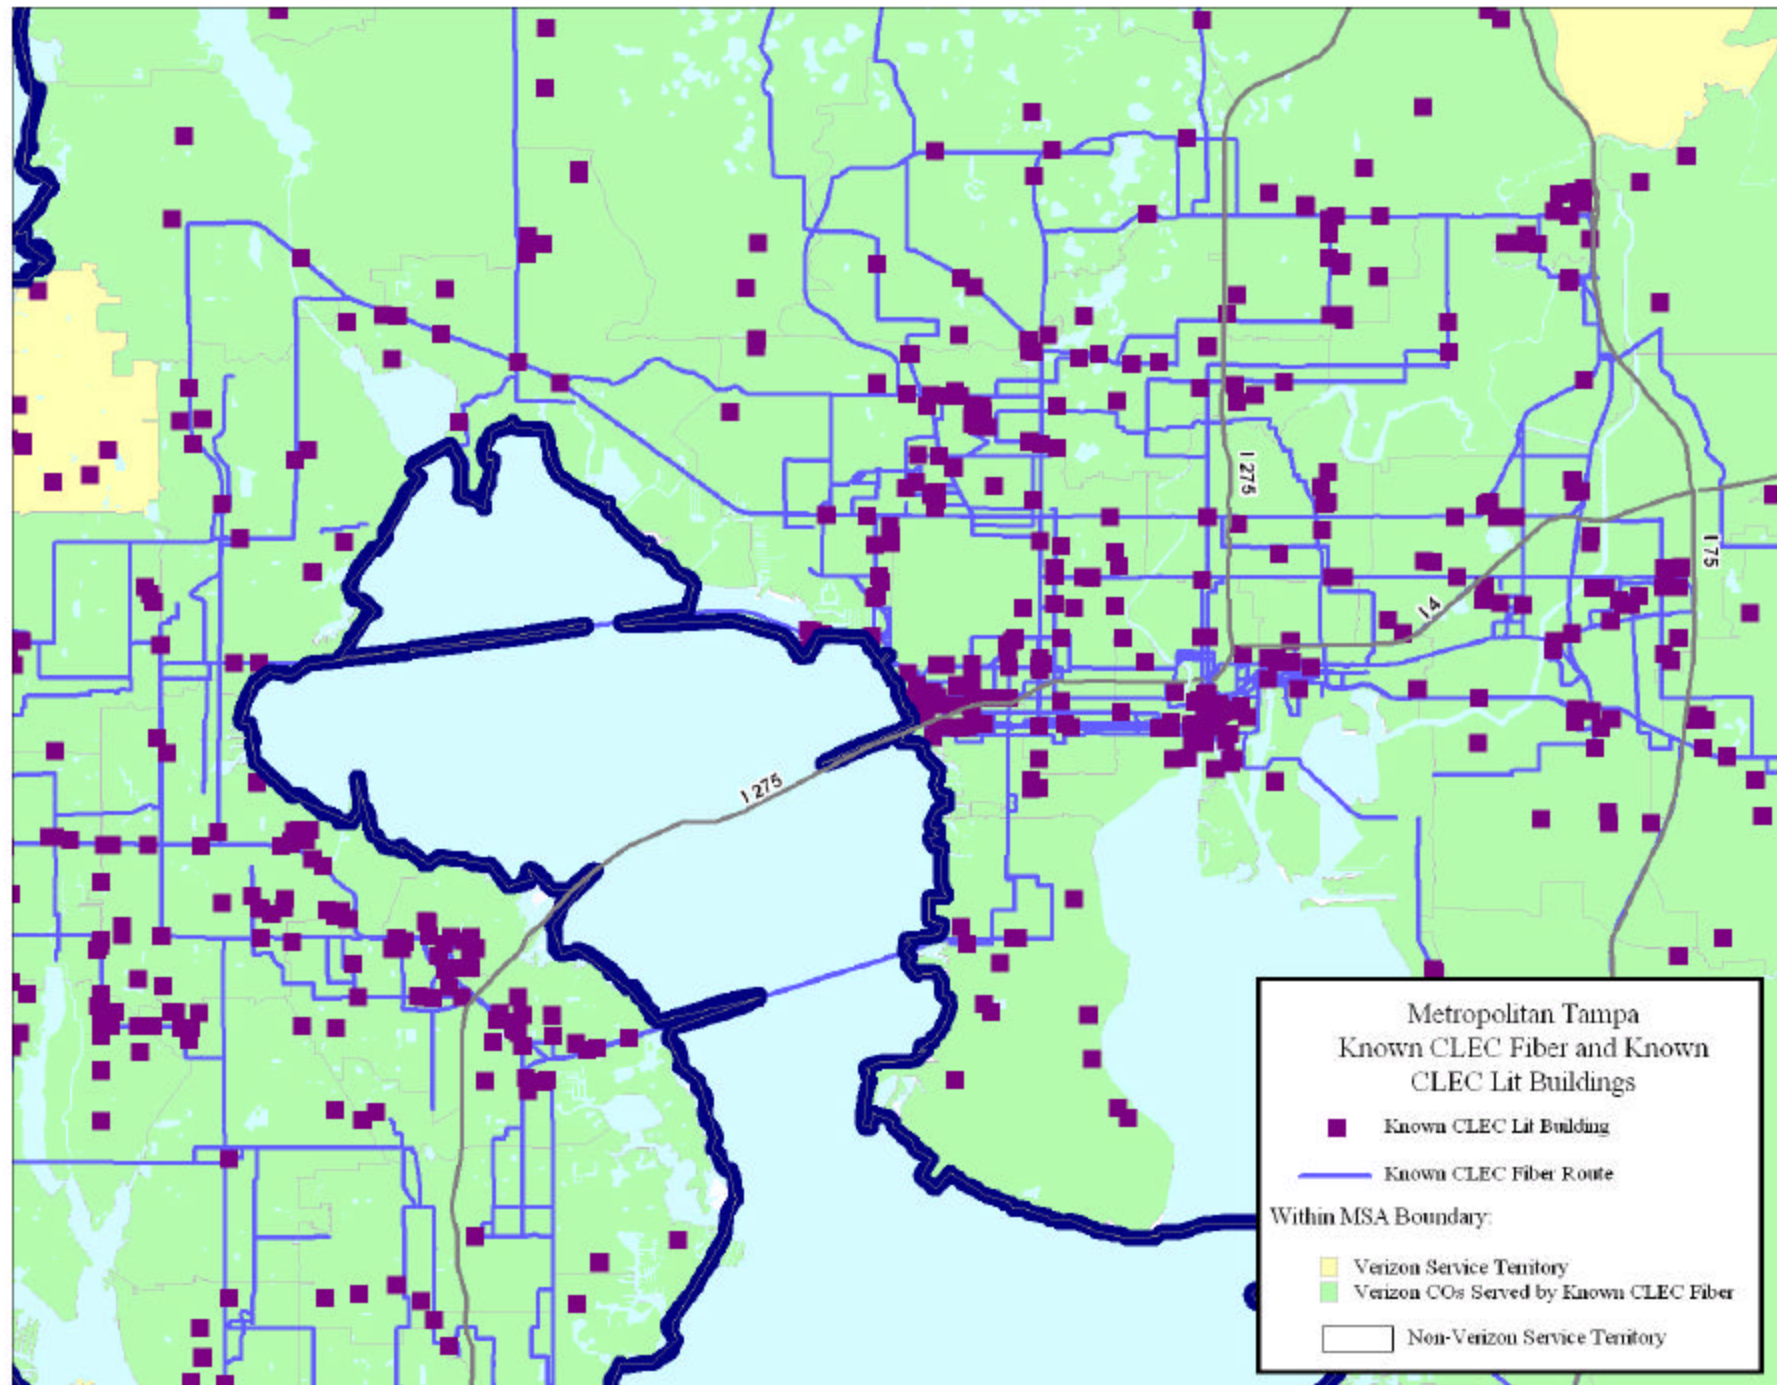 I 275
I 75
I 4
I 275
Metropolitan Tampa
Known CLEC Fiber and Known
CLEC Lit Buildings
Known CLEC Lit Building
Known CLEC Fiber Route
Within MSA Boundary:
Verizon Service Territory
Verizon COs Served by Known CLEC Fiber
Non-Verizon Service Territory